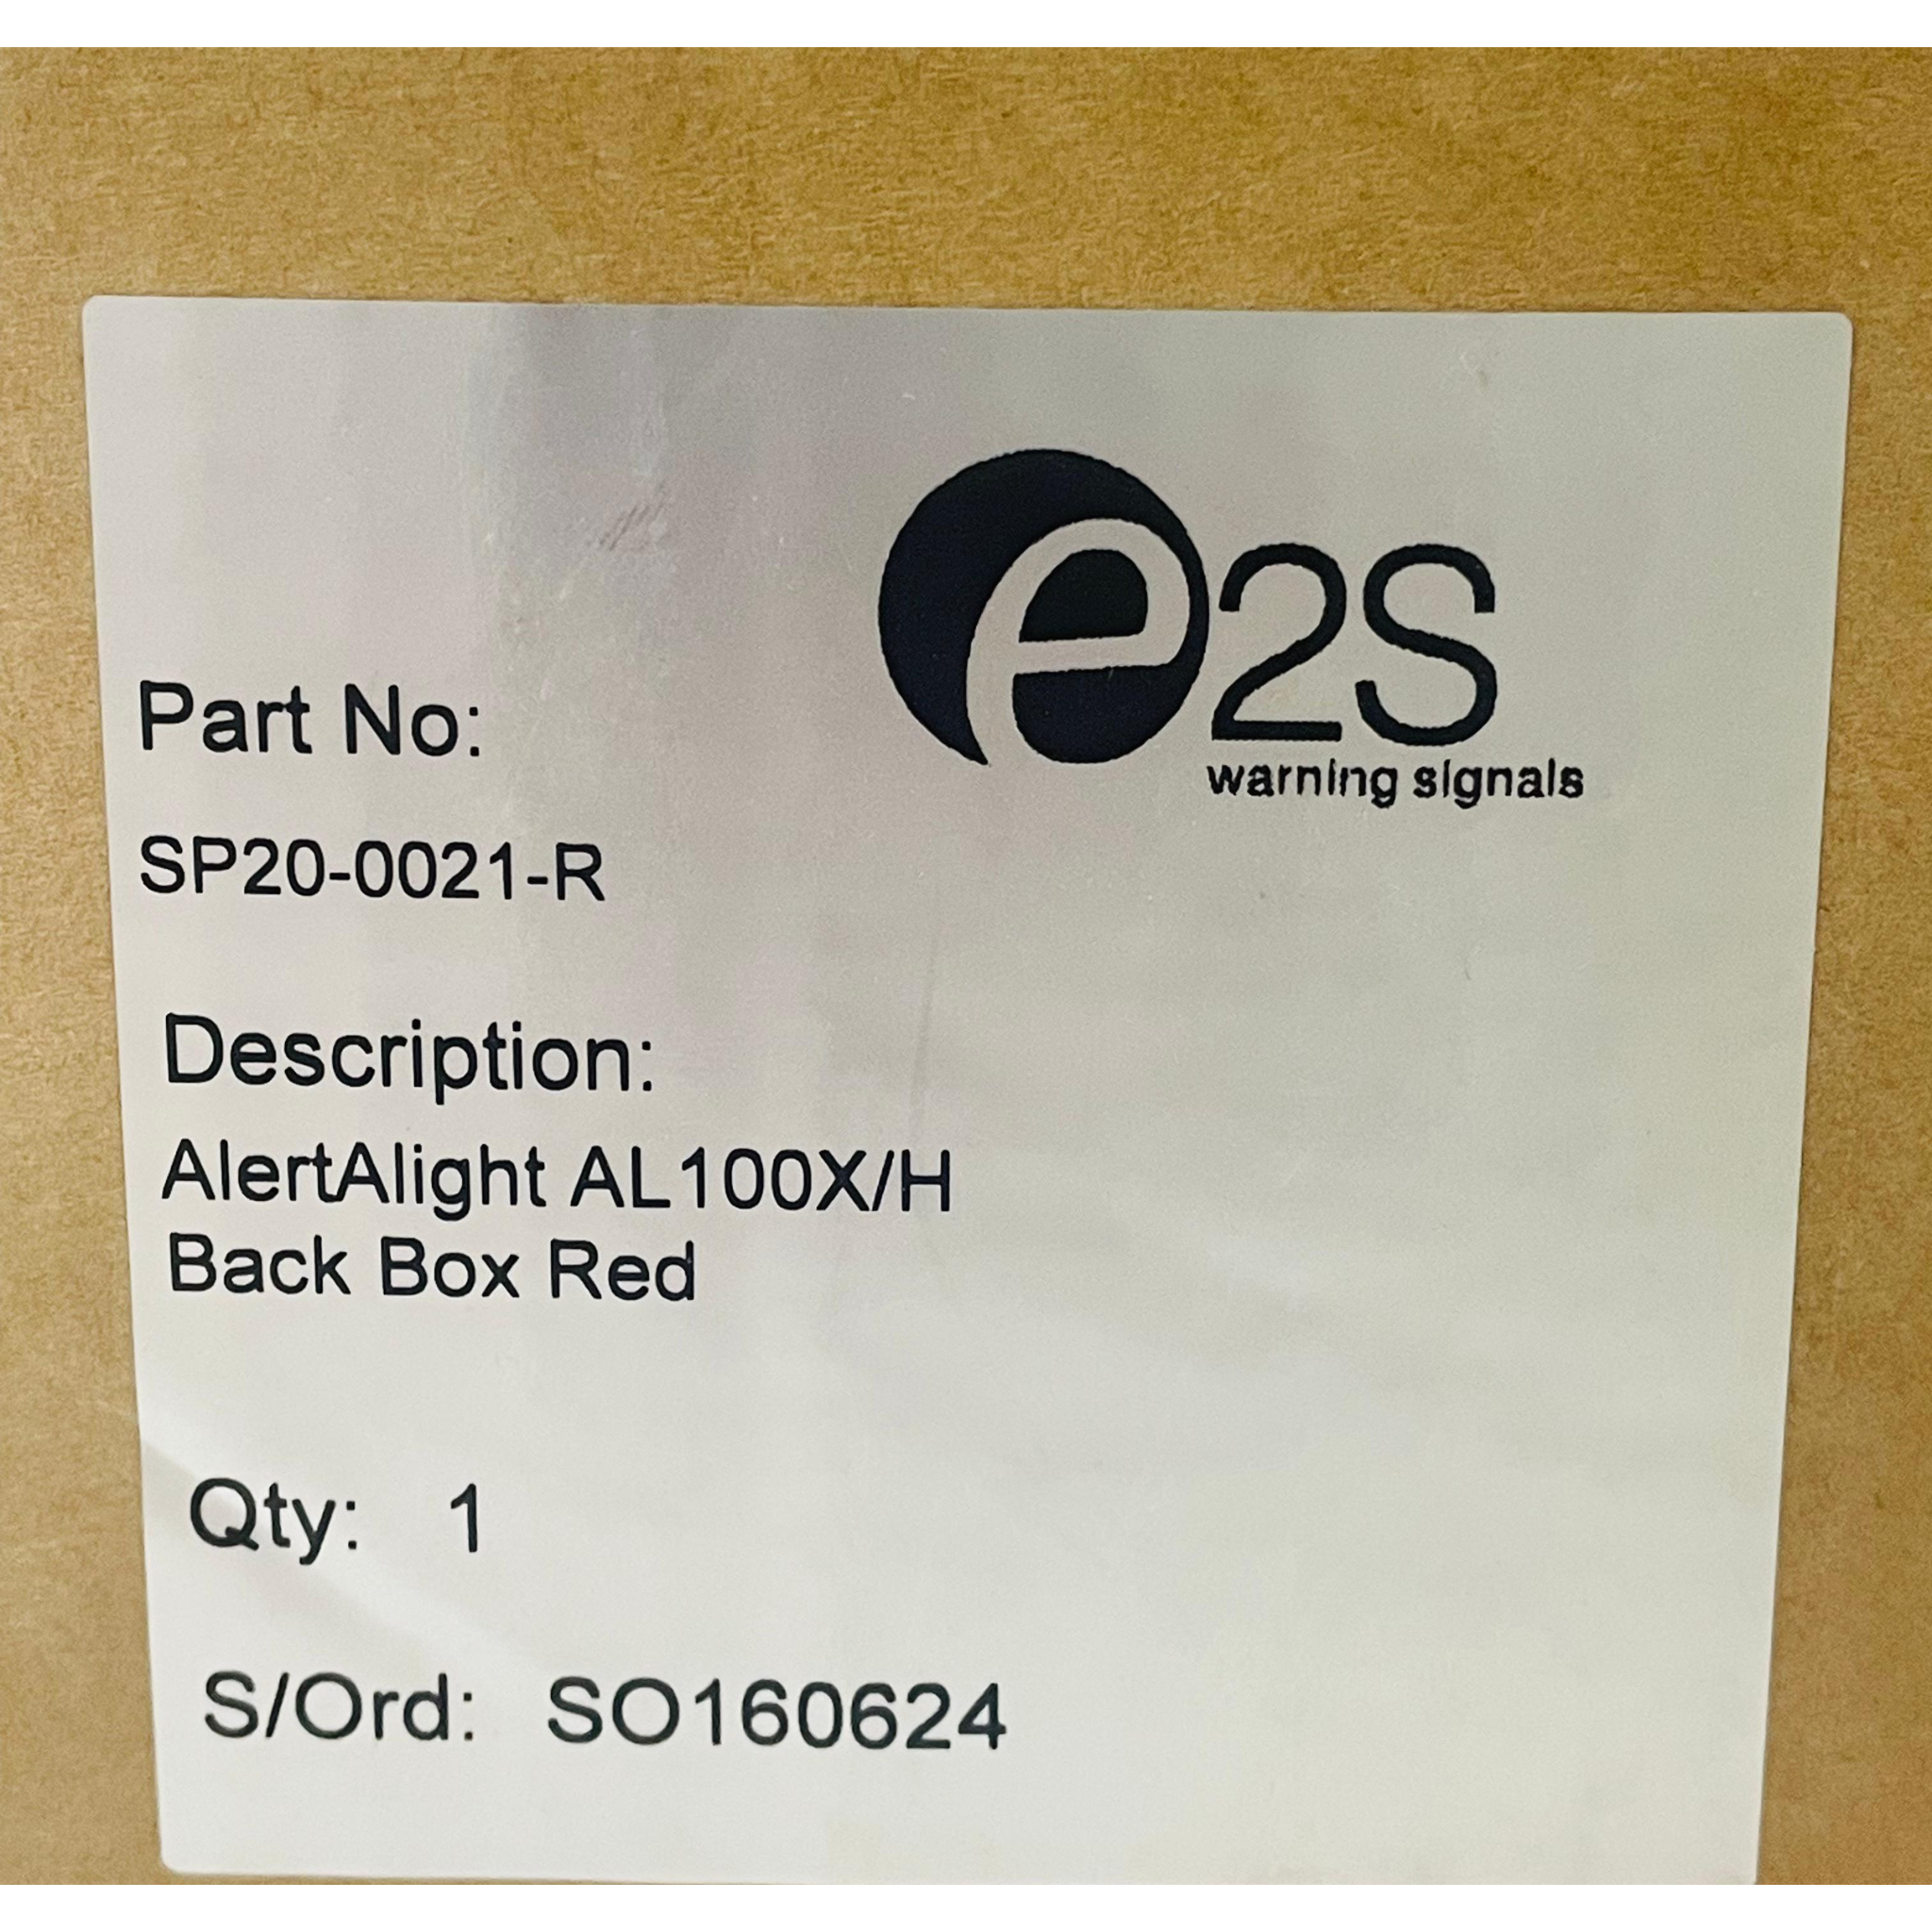 e2S
warning signals
Part No:
SP20-0021-R
Description:
AlertAlight AL100X/H
Back Box Red
Qty: 1
S/Ord: SO160624